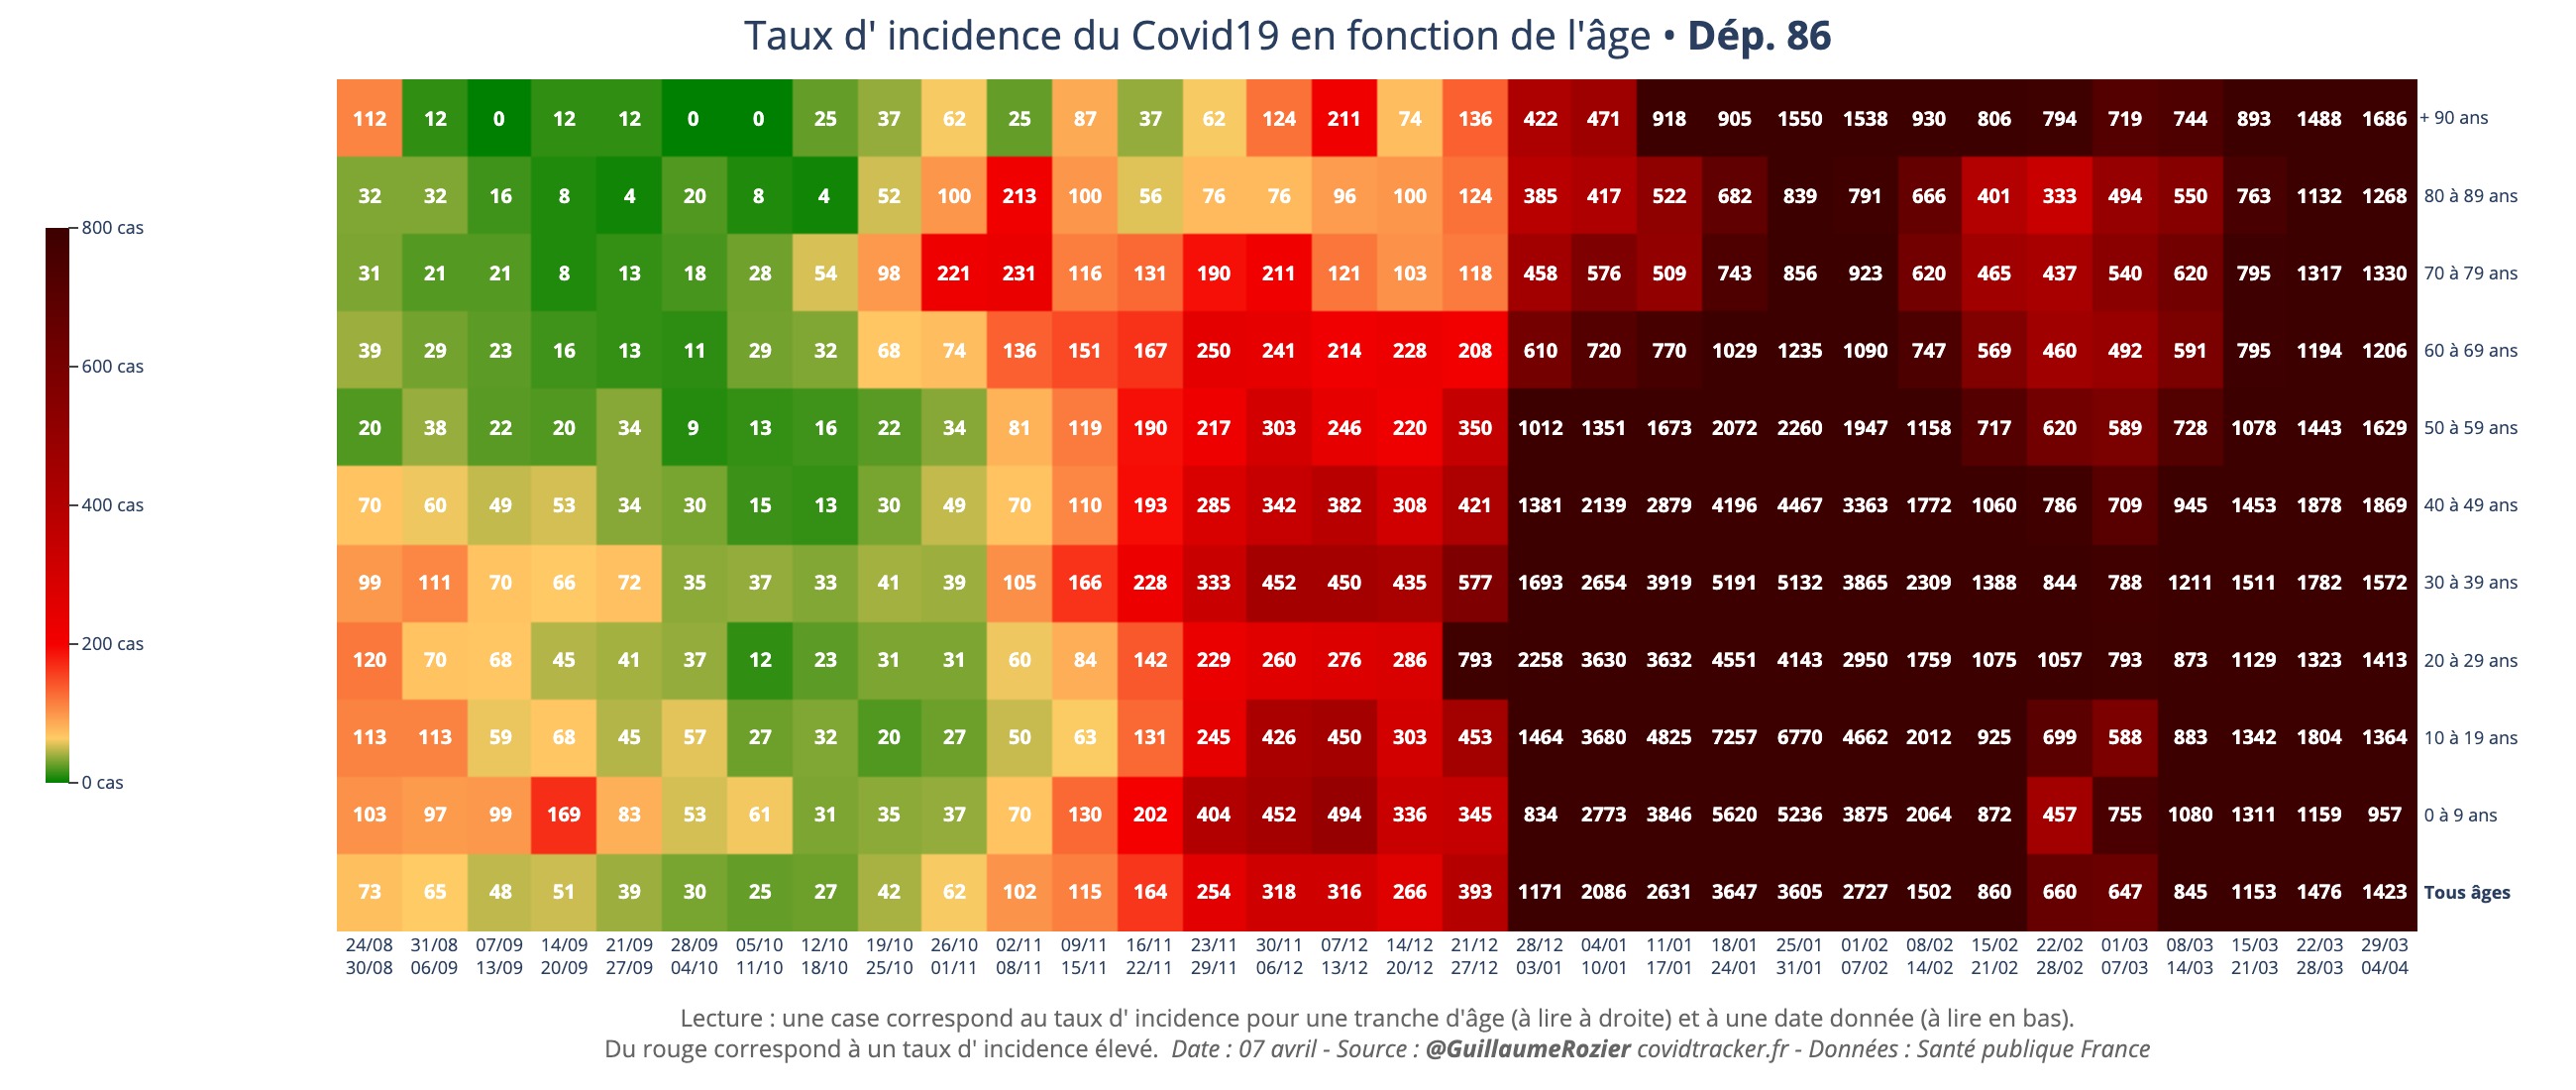 Taux d' incidence du Covid19 en fonction de l'âge • Dép. 86
800 cas
600 cas
400 cas
200 cas
0 cas
112 12 0 12 12 0 0 25 37 62 25 87 37 62 124 211 74 136 422 471 918 905 1550 1538 930 806 794 719 744 893 1488 1686 + 90 ans
32 32 16 8 4 20 8 4 52 100 213 100 56 76 76 96 100 124 385 417 522 682 839 791 666 401 333 494 550 763 1132 1268 80 à 89 ans
31 21 21 8 13 18 28 54 98 221 231 116 131 190 211 121 103 118 458 576 509 743 856 923 620 465 437 540 620 795 1317 1330 70 à 79 ans
39 29 23 16 13 11 29 32 68 74 136 151 167 250 241 214 228 208 610 720 770 1029 1235 1090 747 569 460 492 591 795 1194 1206 60 à 69 ans
20 38 22 20 34 9 13 16 22 34 81 119 190 217 303 246 220 350 1012 1351 1673 2072 2260 1947 1158 717 620 589 728 1078 1443 1629 50 à 59 ans
70 60 49 53 34 30 15 13 30 49 70 110 193 285 342 382 308 421 1381 2139 2879 4196 4467 3363 1772 1060 786 709 945 1453 1878 1869 40 à 49 ans
99 111 70 66 72 35 37 33 41 39 105 166 228 333 452 450 435 577 1693 2654 3919 5191 5132 3865 2309 1388 844 788 1211 1511 1782 1572 30 à 39 ans
120 70 68 45 41 37 12 23 31 31 60 84 142 229 260 276 286 793 2258 3630 3632 4551 4143 2950 1759 1075 1057 793 873 1129 1323 1413 20 à 29 ans
113 113 59 68 45 57 27 32 20 27 50 63 131 245 426 450 303 453 1464 3680 4825 7257 6770 4662 2012 925 699 588 883 1342 1804 1364 10 à 19 ans
103 97 99 169 83 53 61 31 35 37 70 130 202 404 452 494 336 345 834 2773 3846 5620 5236 3875 2064 872 457 755 1080 1311 1159 957 0 à 9 ans
73 65 48 51 39 30 25 27 42 62 102 115 164 254 318 316 266 393 1171 2086 2631 3647 3605 2727 1502 860 660 647 845 1153 1476 1423 Tous âges
24/08 31/08 07/09 14/09 21/09 28/09 05/10 12/10 19/10 26/10 02/11 09/11 16/11 23/11 30/11 07/12 14/12 21/12 28/12 04/01 11/01 18/01 25/01 01/02 08/02 15/02 22/02 01/03 08/03 15/03 22/03 29/03
30/08 06/09 13/09 20/09 27/09 04/10 11/10 18/10 25/10 01/11 08/11 15/11 22/11 29/11 06/12 13/12 20/12 27/12 03/01 10/01 17/01 24/01 31/01 07/02 14/02 21/02 28/02 07/03 14/03 21/03 28/03 04/04
Lecture : une case correspond au taux d' incidence pour une tranche d'âge (à lire à droite) et à une date donnée (à lire en bas).
Du rouge correspond à un taux d' incidence élevé. Date : 07 avril - Source : @GuillaumeRozier covidtracker.fr - Données : Santé publique France